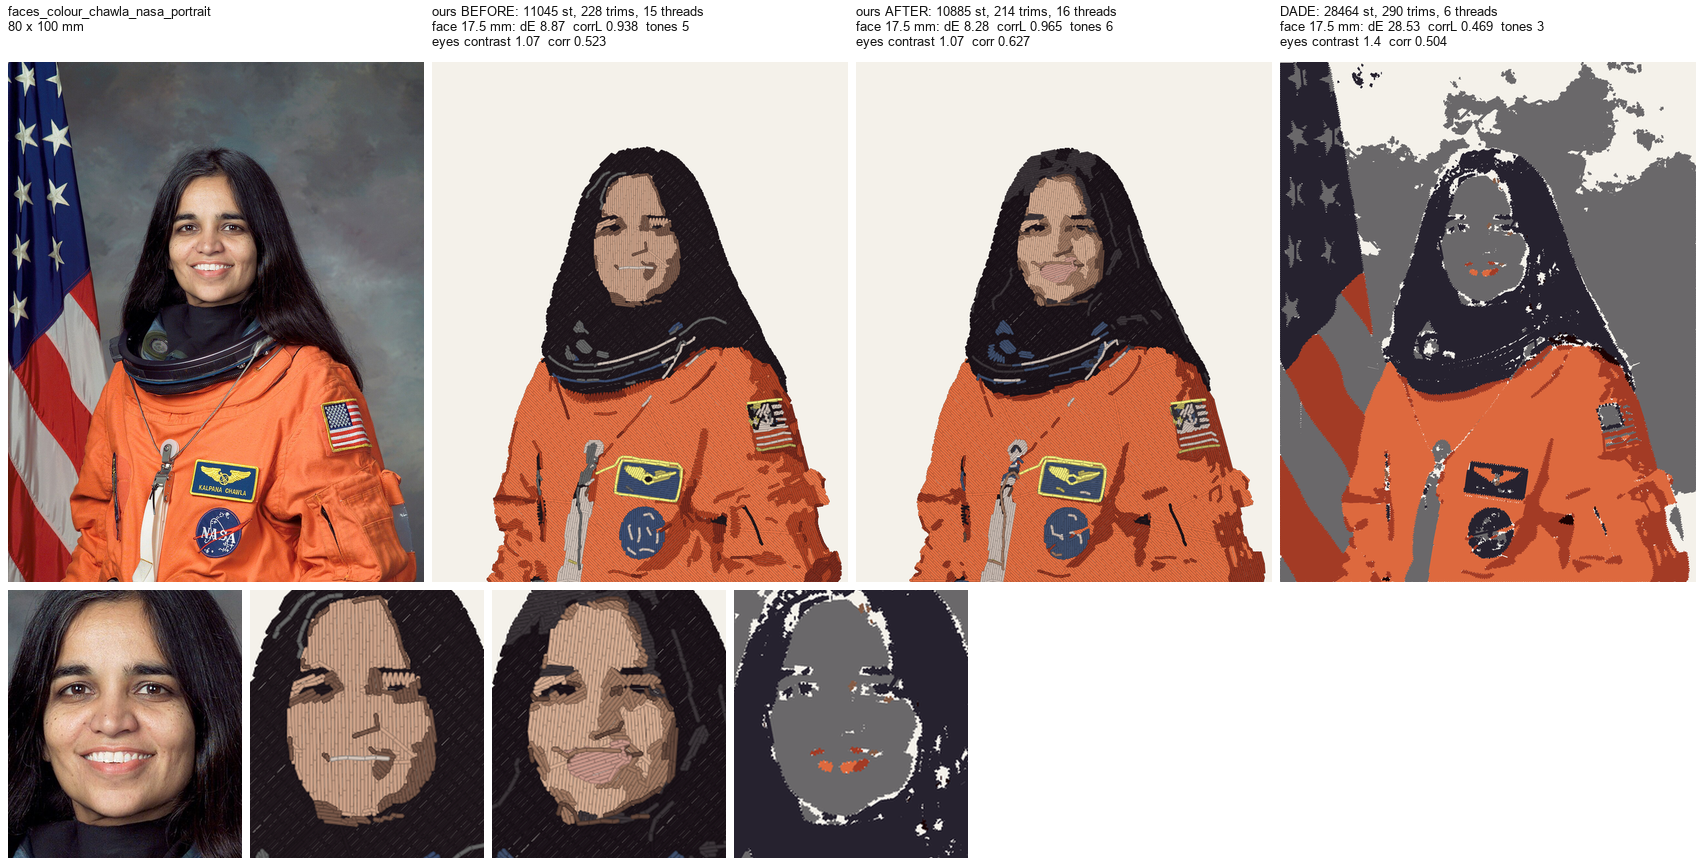 faces_colour_chawla_nasa_portrait
80 x 100 mm
ours BEFORE: 11045 st, 228 trims, 15 threads
face 17.5 mm: dE 8.87 corrL 0.938 tones 5
eyes contrast 1.07 corr 0.523
ours AFTER: 10885 st, 214 trims, 16 threads
face 17.5 mm: dE 8.28 corrL 0.965 tones 6
eyes contrast 1.07 corr 0.627
DADE: 28464 st, 290 trims, 6 threads
face 17.5 mm: dE 28.53 corrL 0.469 tones 3
eyes contrast 1.4 corr 0.504
KALPANA CHAWLA
NASA